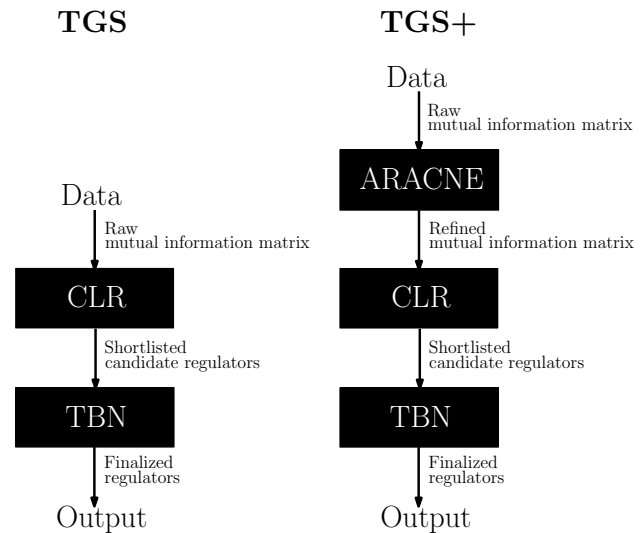 TGS
Data
Raw
mutual information matrix
CLR
Shortlisted
candidate regulators
TBN
Finalized
regulators
Output
TGS+
Data
Raw
mutual information matrix
ARACNE
Refined
mutual information matrix
CLR
Shortlisted
candidate regulators
TBN
Finalized
regulators
Output